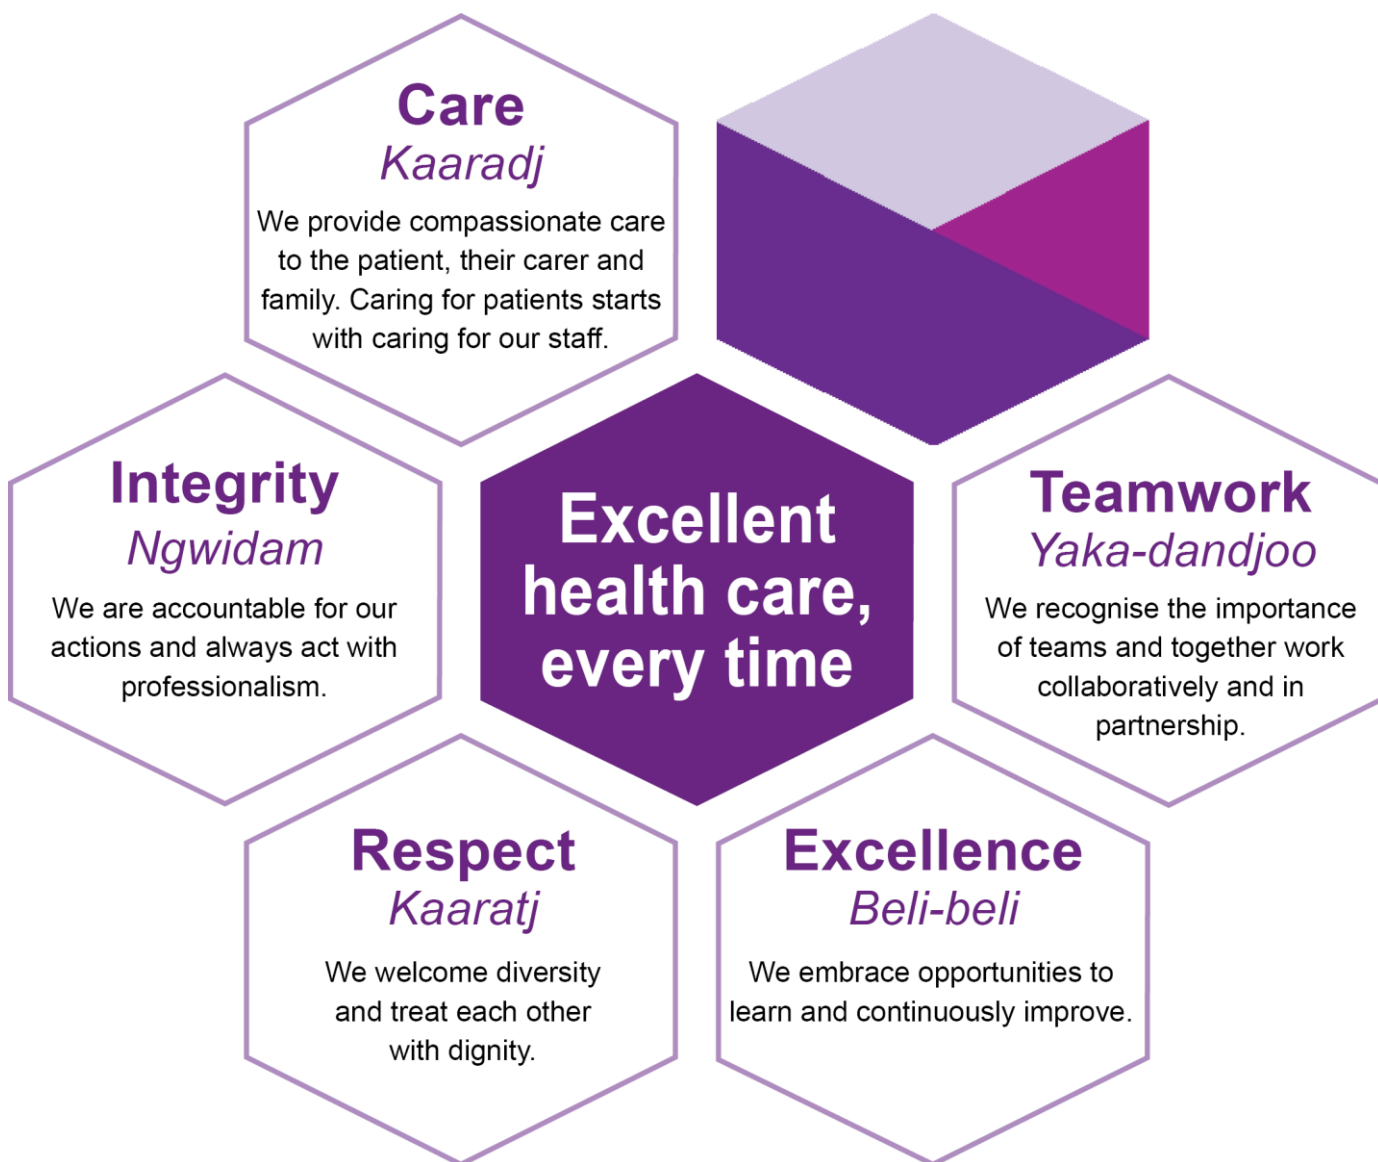 Care
Kaaradj
We provide compassionate care
to the patient, their carer and
family. Caring for patients starts
with caring for our staff.
Integrity
Ngwidam
We are accountable for our
actions and always act with
professionalism.
Excellent
health care,
every time
Teamwork
Yaka-dandjoo
We recognise the importance
of teams and together work
collaboratively and in
partnership.
Respect
Kaaratj
We welcome diversity
and treat each other
with dignity.
Excellence
Beli-beli
We embrace opportunities to
learn and continuously improve.